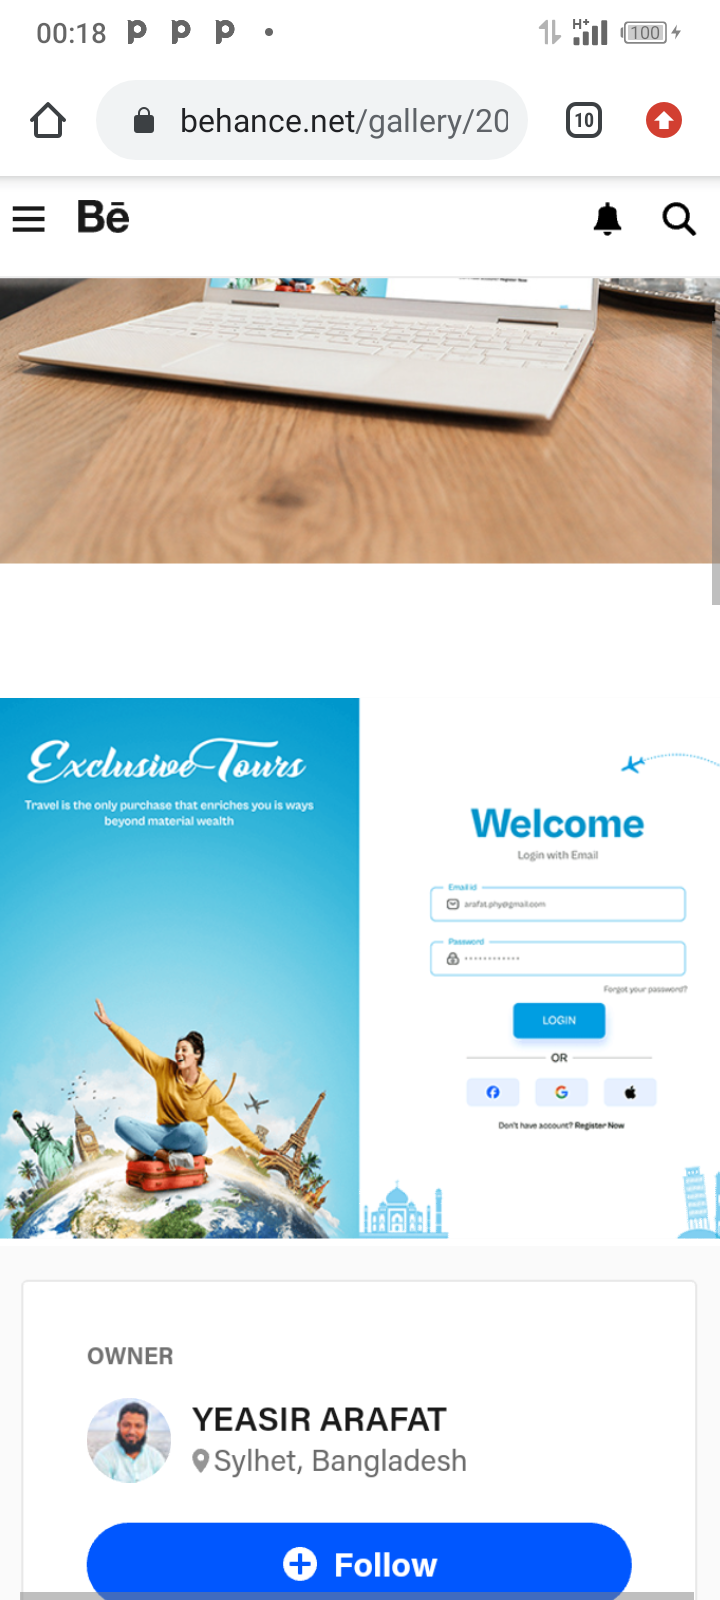 00:18
H+
100
behance.net/gallery/20
10
Bē
Exclusive Tours
Travel is the only purchase that enriches you is ways
beyond material wealth
Welcome
Login with Email
Email id
arafat.phy@gmail.com
Password
Forgot your password?
LOGIN
OR
Don't have account? Register Now
OWNER
YEASIR ARAFAT
Sylhet, Bangladesh
Follow